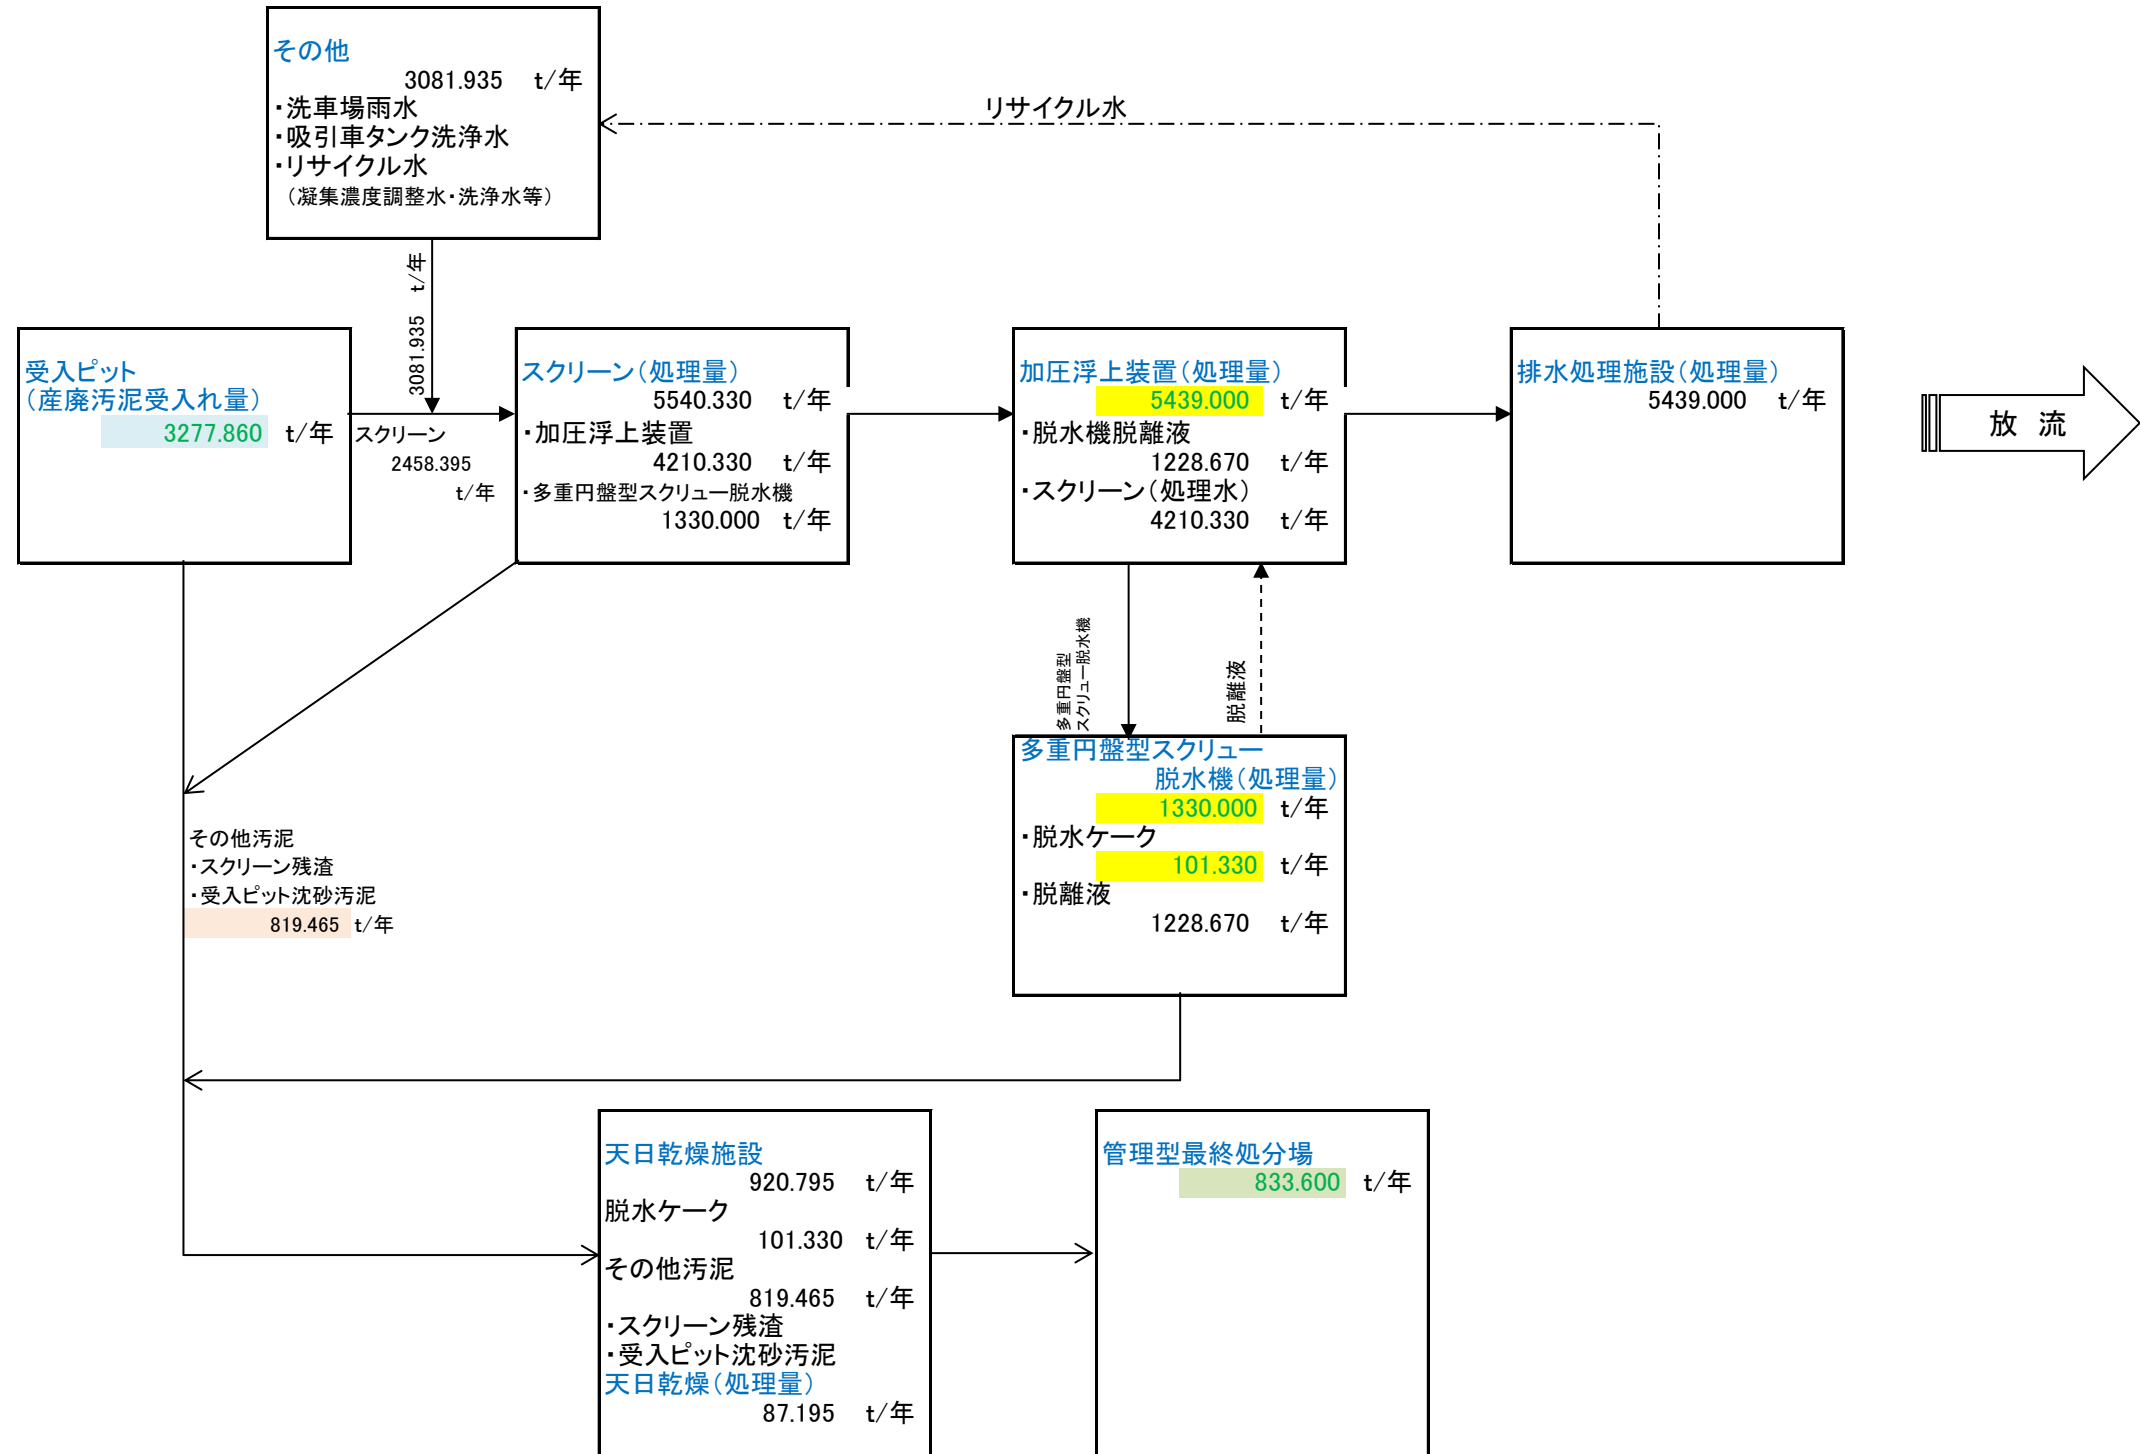 その他
3081.935 t/年
・洗車場雨水
・吸引車タンク洗浄水
・リサイクル水
（凝集濃度調整水・洗浄水等）
リサイクル水
3081.935 t/年
受入ピット
（産廃汚泥受入れ量）
3277.860 t/年
スクリーン
2458.395
t/年
スクリーン（処理量）
5540.330 t/年
・加圧浮上装置
4210.330 t/年
・多重円盤型スクリュー脱水機
1330.000 t/年
加圧浮上装置（処理量）
5439.000 t/年
・脱水機脱離液
1228.670 t/年
・スクリーン（処理水）
4210.330 t/年
排水処理施設（処理量）
5439.000 t/年
放 流
多重円盤型
スクリュー脱水機
脱離液
多重円盤型スクリュー
脱水機（処理量）
1330.000 t/年
・脱水ケーク
101.330 t/年
・脱離液
1228.670 t/年
その他汚泥
・スクリーン残渣
・受入ピット沈砂汚泥
819.465 t/年
天日乾燥施設
920.795 t/年
脱水ケーク
101.330 t/年
その他汚泥
819.465 t/年
・スクリーン残渣
・受入ピット沈砂汚泥
天日乾燥（処理量）
87.195 t/年
管理型最終処分場
833.600 t/年